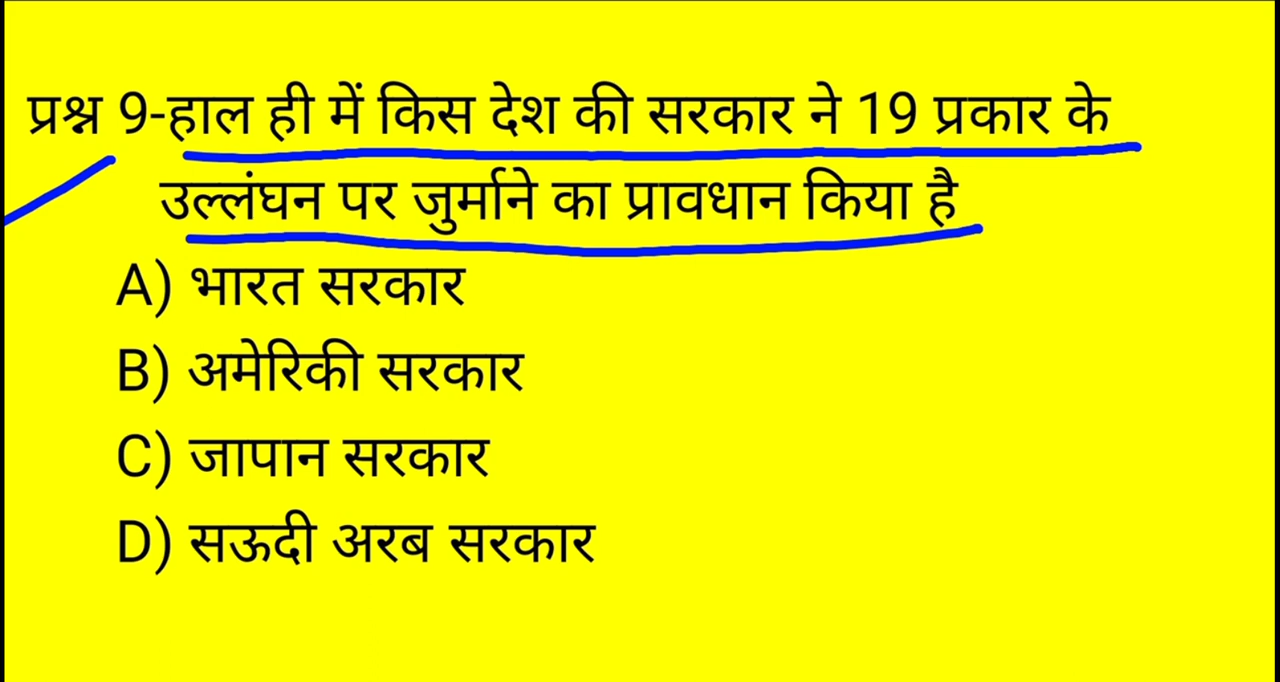 प्रश्न 9-हाल ही में किस देश की सरकार ने 19 प्रकार के
उल्लंघन पर जुर्माने का प्रावधान किया है
A) भारत सरकार
B) अमेरिकी सरकार
C) जापान सरकार
D) सऊदी अरब सरकार